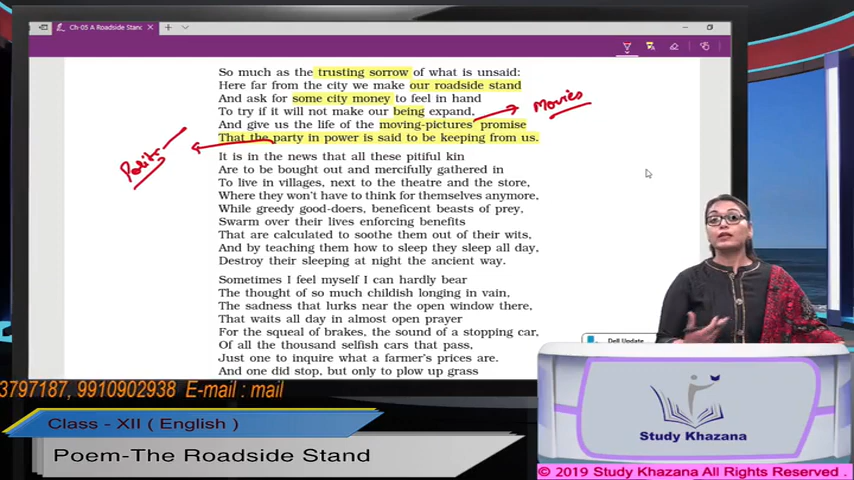 Ch-05 A Roadside Stand
So much as the trusting sorrow of what is unsaid:
Here far from the city we make our roadside stand
And ask for some city money to feel in hand
To try if it will not make our being expand,
And give us the life of the moving-pictures' promise
That the party in power is said to be keeping from us.
Movies
Polite
It is in the news that all these pitiful kin
Are to be bought out and mercifully gathered in
To live in villages, next to the theatre and the store,
Where they won't have to think for themselves anymore,
While greedy good-doers, beneficent beasts of prey,
Swarm over their lives enforcing benefits
That are calculated to soothe them out of their wits,
And by teaching them how to sleep they sleep all day,
Destroy their sleeping at night the ancient way.
Sometimes I feel myself I can hardly bear
The thought of so much childish longing in vain,
The sadness that lurks near the open window there,
That waits all day in almost open prayer
For the squeal of brakes, the sound of a stopping car,
Of all the thousand selfish cars that pass,
Just one to inquire what a farmer's prices are.
And one did stop, but only to plow up grass
Dell Update
Study Khazana
3797187, 9910902938 E-mail : mail
Class - XII ( English )
Poem-The Roadside Stand
© 2019 Study Khazana All Rights Reserved .